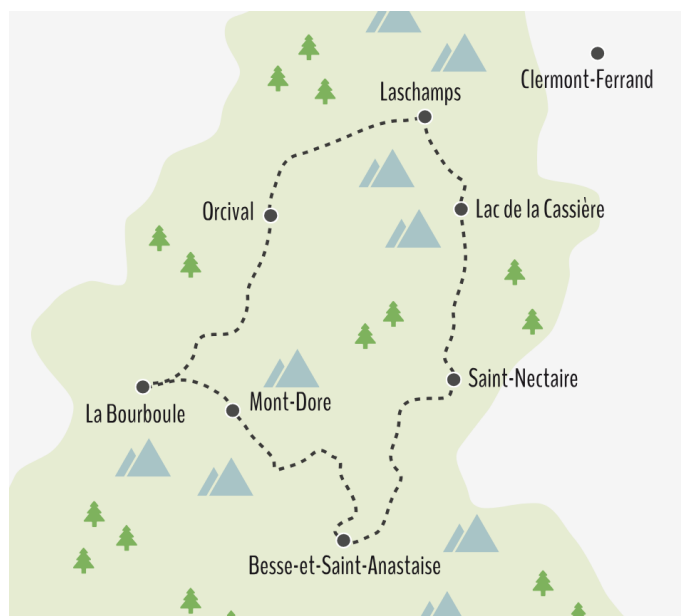 Clermont-Ferrand
Laschamps
Orcival
Lac de la Cassière
Saint-Nectaire
Mont-Dore
La Bourboule
Besse-et-Saint-Anastaise